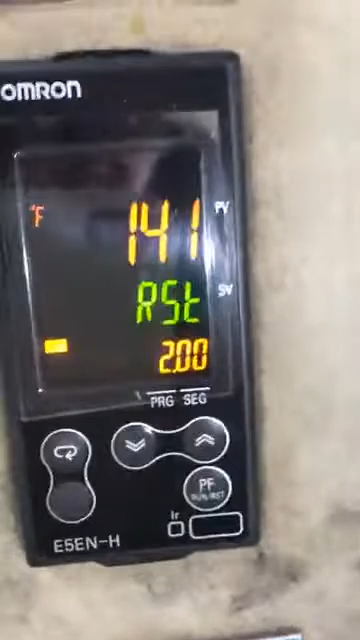 OMRON
°F 141 PV
RSt SV
2.00
PRG SEG
PF
RUN/RST
Ir
E5EN-H